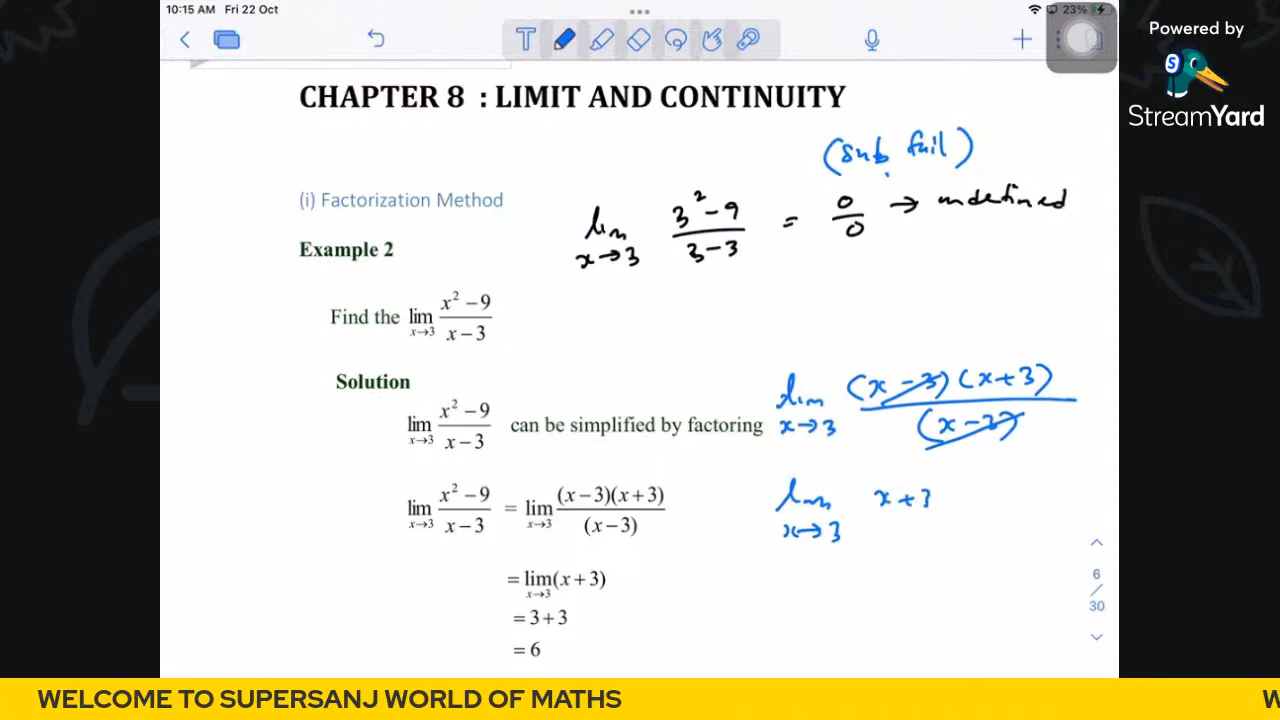 10:15 AM Fri 22 Oct
23%
Powered by
StreamYard
CHAPTER 8 : LIMIT AND CONTINUITY
(sub fail)
(i) Factorization Method
lim x→3 3² - 9 / 3 - 3 = 0/0 → undefined
Example 2
Find the lim x→3 x² - 9 / x - 3
Solution
lim x→3 x² - 9 / x - 3 can be simplified by factoring
lim x→3 (x - 3)(x + 3) / (x - 3)
lim x→3 x² - 9 / x - 3 = lim x→3 (x - 3)(x + 3) / (x - 3)
lim x→3 x + 3
= lim x→3 (x + 3)
= 3 + 3
= 6
6 / 30
WELCOME TO SUPERSANJ WORLD OF MATHS
W